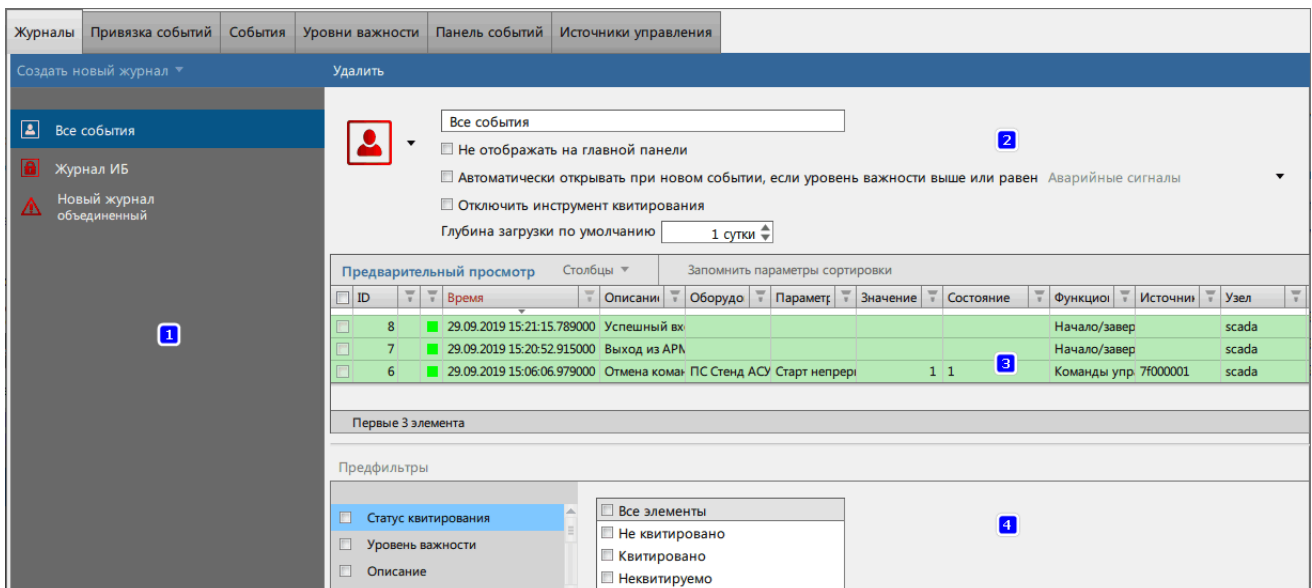 Журналы Привязка событий События Уровни важности Панель событий Источники управления
Создать новый журнал Удалить
Все события
Журнал ИБ
Новый журнал
объединенный
1
Все события
2
Не отображать на главной панели
Автоматически открывать при новом событии, если уровень важности выше или равен Аварийные сигналы
Отключить инструмент квитирования
Глубина загрузки по умолчанию 1 сутки
Предварительный просмотр Столбцы Запомнить параметры сортировки
ID Время Описани Оборудо Параметр Значение Состояние Функцион Источни Узел
8 29.09.2019 15:21:15.789000 Успешный вх Начало/завер scada
7 29.09.2019 15:20:52.915000 Выход из АРМ Начало/завер scada
6 29.09.2019 15:06:06.979000 Отмена коман ПС Стенд АСУ Старт непрер 1 1 Команды упр 7f000001 scada
3
Первые 3 элемента
Предфильтры
Статус квитирования
Уровень важности
Описание
Все элементы
Не квитировано
Квитировано
Неквитируемо
4